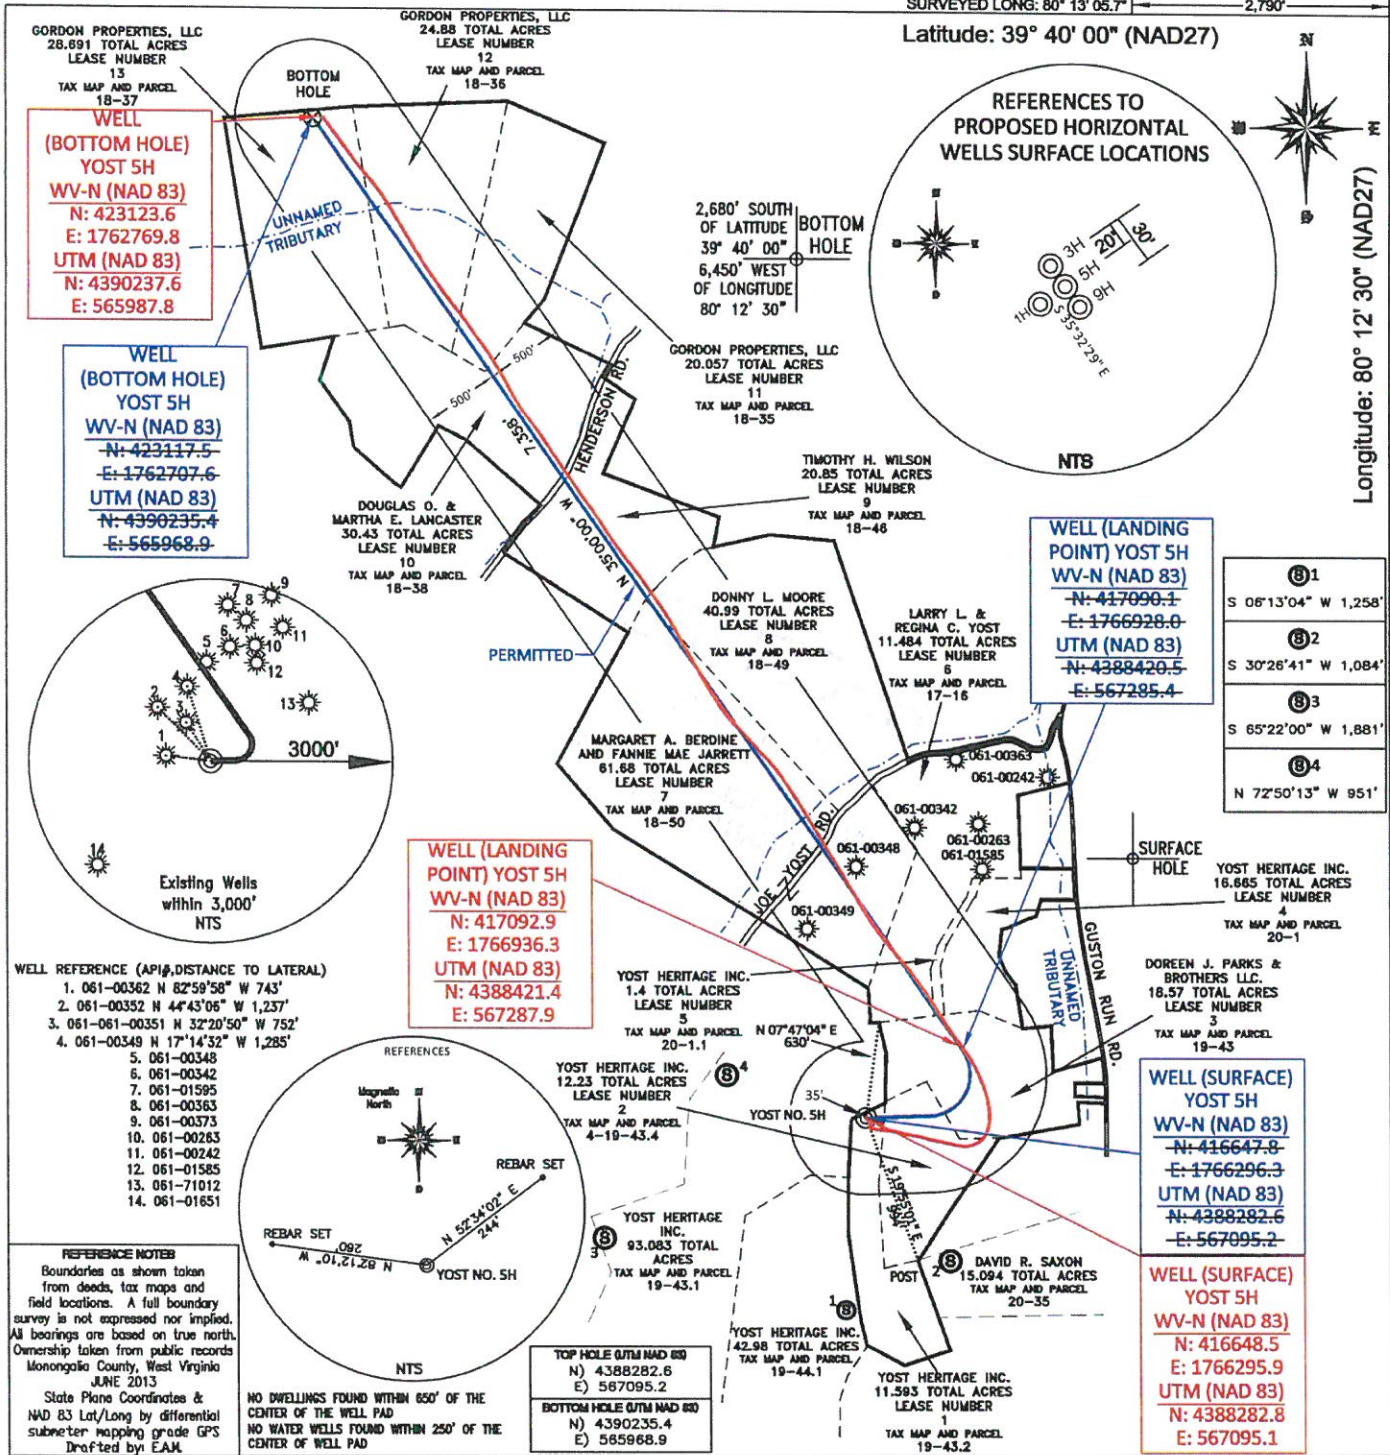 SURVEYED LONG: 80° 13' 05.7"
2,790'
Latitude: 39° 40' 00" (NAD27)
Longitude: 80° 12' 30" (NAD27)
N
S
GORDON PROPERTIES, LLC
28.691 TOTAL ACRES
LEASE NUMBER
13
TAX MAP AND PARCEL
18-37
GORDON PROPERTIES, LLC
24.88 TOTAL ACRES
LEASE NUMBER
12
TAX MAP AND PARCEL
18-36
BOTTOM
HOLE
WELL
(BOTTOM HOLE)
YOST 5H
WV-N (NAD 83)
N: 423123.6
E: 1762769.8
UTM (NAD 83)
N: 4390237.6
E: 565987.8
WELL
(BOTTOM HOLE)
YOST 5H
WV-N (NAD 83)
N: 423117.5
E: 1762707.6
UTM (NAD 83)
N: 4390235.4
E: 565968.9
UNNAMED
TRIBUTARY
2,680' SOUTH
OF LATITUDE
39° 40' 00"
6,450' WEST
OF LONGITUDE
80° 12' 30"
BOTTOM
HOLE
REFERENCES TO
PROPOSED HORIZONTAL
WELLS SURFACE LOCATIONS
3H
20'
30'
5H
9H
1H
S 35°32'29" E
NTS
GORDON PROPERTIES, LLC
20.057 TOTAL ACRES
LEASE NUMBER
11
TAX MAP AND PARCEL
18-35
500'
500'
7,358'
N 35°00'00" W
HENDERSON RD.
DOUGLAS O. &
MARTHA E. LANCASTER
30.43 TOTAL ACRES
LEASE NUMBER
10
TAX MAP AND PARCEL
18-38
TIMOTHY H. WILSON
20.85 TOTAL ACRES
LEASE NUMBER
9
TAX MAP AND PARCEL
18-46
PERMITTED
DONNY L. MOORE
40.99 TOTAL ACRES
LEASE NUMBER
8
TAX MAP AND PARCEL
18-49
LARRY L. &
REGINA C. YOST
11.484 TOTAL ACRES
LEASE NUMBER
6
TAX MAP AND PARCEL
17-16
WELL (LANDING
POINT) YOST 5H
WV-N (NAD 83)
N: 417090.1
E: 1766928.0
UTM (NAD 83)
N: 4388420.5
E: 567285.4
Ⓑ1
S 06°13'04" W 1,258'
Ⓑ2
S 30°26'41" W 1,084'
Ⓑ3
S 65°22'00" W 1,881'
Ⓑ4
N 72°50'13" W 951'
1
2
3
4
5
6
7
8
9
10
11
12
13
14
3000'
Existing Wells
within 3,000'
NTS
MARGARET A. BERDINE
AND FANNIE MAE JARRETT
61.68 TOTAL ACRES
LEASE NUMBER
7
TAX MAP AND PARCEL
18-50
061-00363
061-00242
061-00342
061-00263
061-01585
061-00348
061-00349
JOE YOST RD.
SURFACE
HOLE
WELL (LANDING
POINT) YOST 5H
WV-N (NAD 83)
N: 417092.9
E: 1766936.3
UTM (NAD 83)
N: 4388421.4
E: 567287.9
YOST HERITAGE INC.
16.665 TOTAL ACRES
LEASE NUMBER
4
TAX MAP AND PARCEL
20-1
GUSTON RUN RD.
UNNAMED
TRIBUTARY
DOREEN J. PARKS &
BROTHERS LLC.
18.57 TOTAL ACRES
LEASE NUMBER
3
TAX MAP AND PARCEL
19-43
WELL REFERENCE (API#,DISTANCE TO LATERAL)
1. 061-00362 N 82°59'58" W 743'
2. 061-00352 N 44°43'06" W 1,237'
3. 061-061-00351 N 32°20'50" W 752'
4. 061-00349 N 17°14'32" W 1,285'
5. 061-00348
6. 061-00342
7. 061-01595
8. 061-00363
9. 061-00373
10. 061-00263
11. 061-00242
12. 061-01585
13. 061-71012
14. 061-01651
YOST HERITAGE INC.
1.4 TOTAL ACRES
LEASE NUMBER
5
TAX MAP AND PARCEL
20-1.1
N 07°47'04" E
630'
YOST HERITAGE INC.
12.23 TOTAL ACRES
LEASE NUMBER
2
TAX MAP AND PARCEL
4-19-43.4
Ⓑ4
35'
YOST NO. 5H
WELL (SURFACE)
YOST 5H
WV-N (NAD 83)
N: 416647.8
E: 1766296.3
UTM (NAD 83)
N: 4388282.6
E: 567095.2
REFERENCES
Magnetic
North
REBAR SET
N 52°34'02" E
244'
REBAR SET
260'
N 82°12'10" W
YOST NO. 5H
NTS
Ⓑ
3
YOST HERITAGE
INC.
93.083 TOTAL
ACRES
TAX MAP AND PARCEL
19-43.1
S 19°55'01" E
POST
2 Ⓑ
DAVID R. SAXON
15.094 TOTAL ACRES
TAX MAP AND PARCEL
20-35
1 Ⓑ
YOST HERITAGE INC.
42.98 TOTAL ACRES
TAX MAP AND PARCEL
19-44.1
YOST HERITAGE INC.
11.593 TOTAL ACRES
LEASE NUMBER
1
TAX MAP AND PARCEL
19-43.2
WELL (SURFACE)
YOST 5H
WV-N (NAD 83)
N: 416648.5
E: 1766295.9
UTM (NAD 83)
N: 4388282.8
E: 567095.1
REFERENCE NOTES
Boundaries as shown taken
from deeds, tax maps and
field locations. A full boundary
survey is not expressed nor implied.
All bearings are based on true north.
Ownership taken from public records
Monongalia County, West Virginia
JUNE 2013
State Plane Coordinates &
NAD 83 Lat/Long by differential
submeter mapping grade GPS
Drafted by: E.A.M.
NO DWELLINGS FOUND WITHIN 650' OF THE
CENTER OF THE WELL PAD
NO WATER WELLS FOUND WITHIN 250' OF THE
CENTER OF WELL PAD
TOP HOLE (UTM NAD 83)
N) 4388282.6
E) 567095.2
BOTTOM HOLE (UTM NAD 83)
N) 4390235.4
E) 565968.9